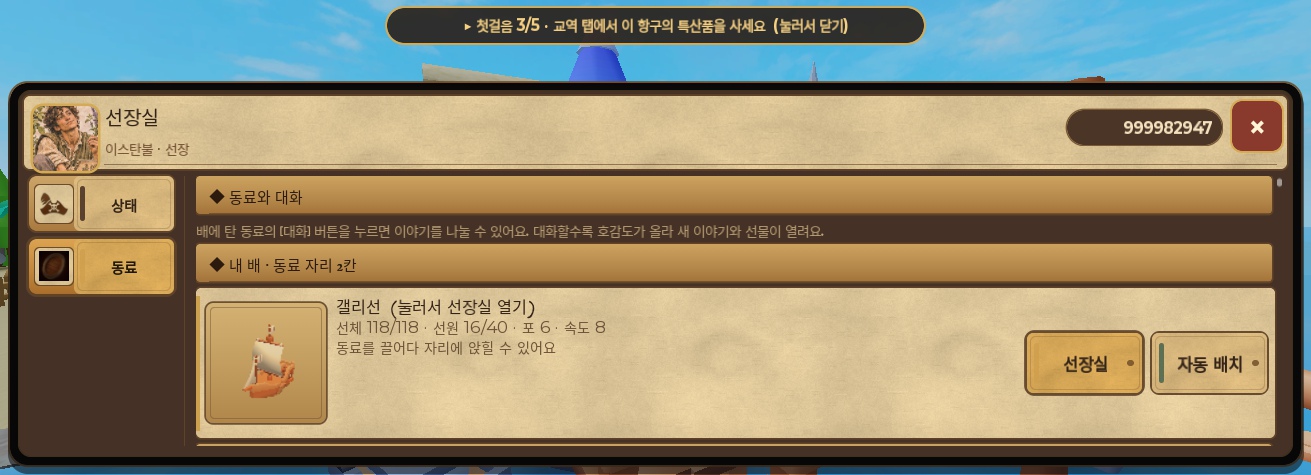 ▸ 첫걸음 3/5 · 교역 탭에서 이 항구의 특산품을 사세요 (눌러서 닫기)
선장실
이스탄불 · 선장
999982947
×
상태
동료
◆ 동료와 대화
배에 탄 동료의 [대화] 버튼을 누르면 이야기를 나눌 수 있어요. 대화할수록 호감도가 올라 새 이야기와 선물이 열려요.
◆ 내 배 · 동료 자리 2칸
갤리선 (눌러서 선장실 열기)
선체 118/118 · 선원 16/40 · 포 6 · 속도 8
동료를 끌어다 자리에 앉힐 수 있어요
선장실
자동 배치